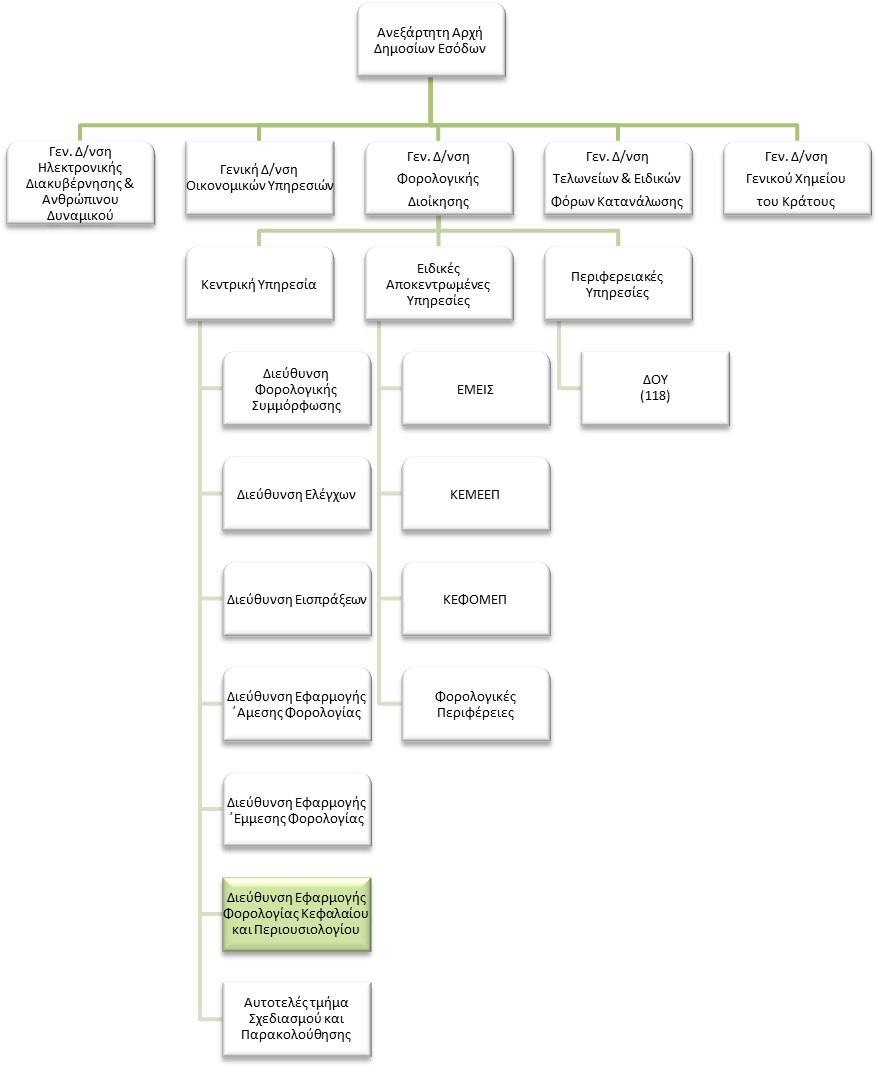 Ανεξάρτητη Αρχή
Δημοσίων Εσόδων
Γεν. Δ/νση
Ηλεκτρονικής
Διακυβέρνησης &
Ανθρώπινου
Δυναμικού
Γενική Δ/νση
Οικονομικών Υπηρεσιών
Γεν. Δ/νση
Φορολογικής
Διοίκησης
Γεν. Δ/νση
Τελωνείων & Ειδικών
Φόρων Κατανάλωσης
Γεν. Δ/νση
Γενικού Χημείου
του Κράτους
Κεντρική Υπηρεσία
Ειδικές
Αποκεντρωμένες
Υπηρεσίες
Περιφερειακές
Υπηρεσίες
Διεύθυνση
Φορολογικής
Συμμόρφωσης
ΕΜΕΙΣ
ΔΟΥ
(118)
Διεύθυνση Ελέγχων
ΚΕΜΕΕΠ
Διεύθυνση Εισπράξεων
ΚΕΦΟΜΕΠ
Διεύθυνση Εφαρμογής
΄Αμεσης Φορολογίας
Φορολογικές
Περιφέρειες
Διεύθυνση Εφαρμογής
΄Εμμεσης Φορολογίας
Διεύθυνση Εφαρμογής
Φορολογίας Κεφαλαίου
και Περιουσιολογίου
Αυτοτελές τμήμα
Σχεδιασμού και
Παρακολούθησης